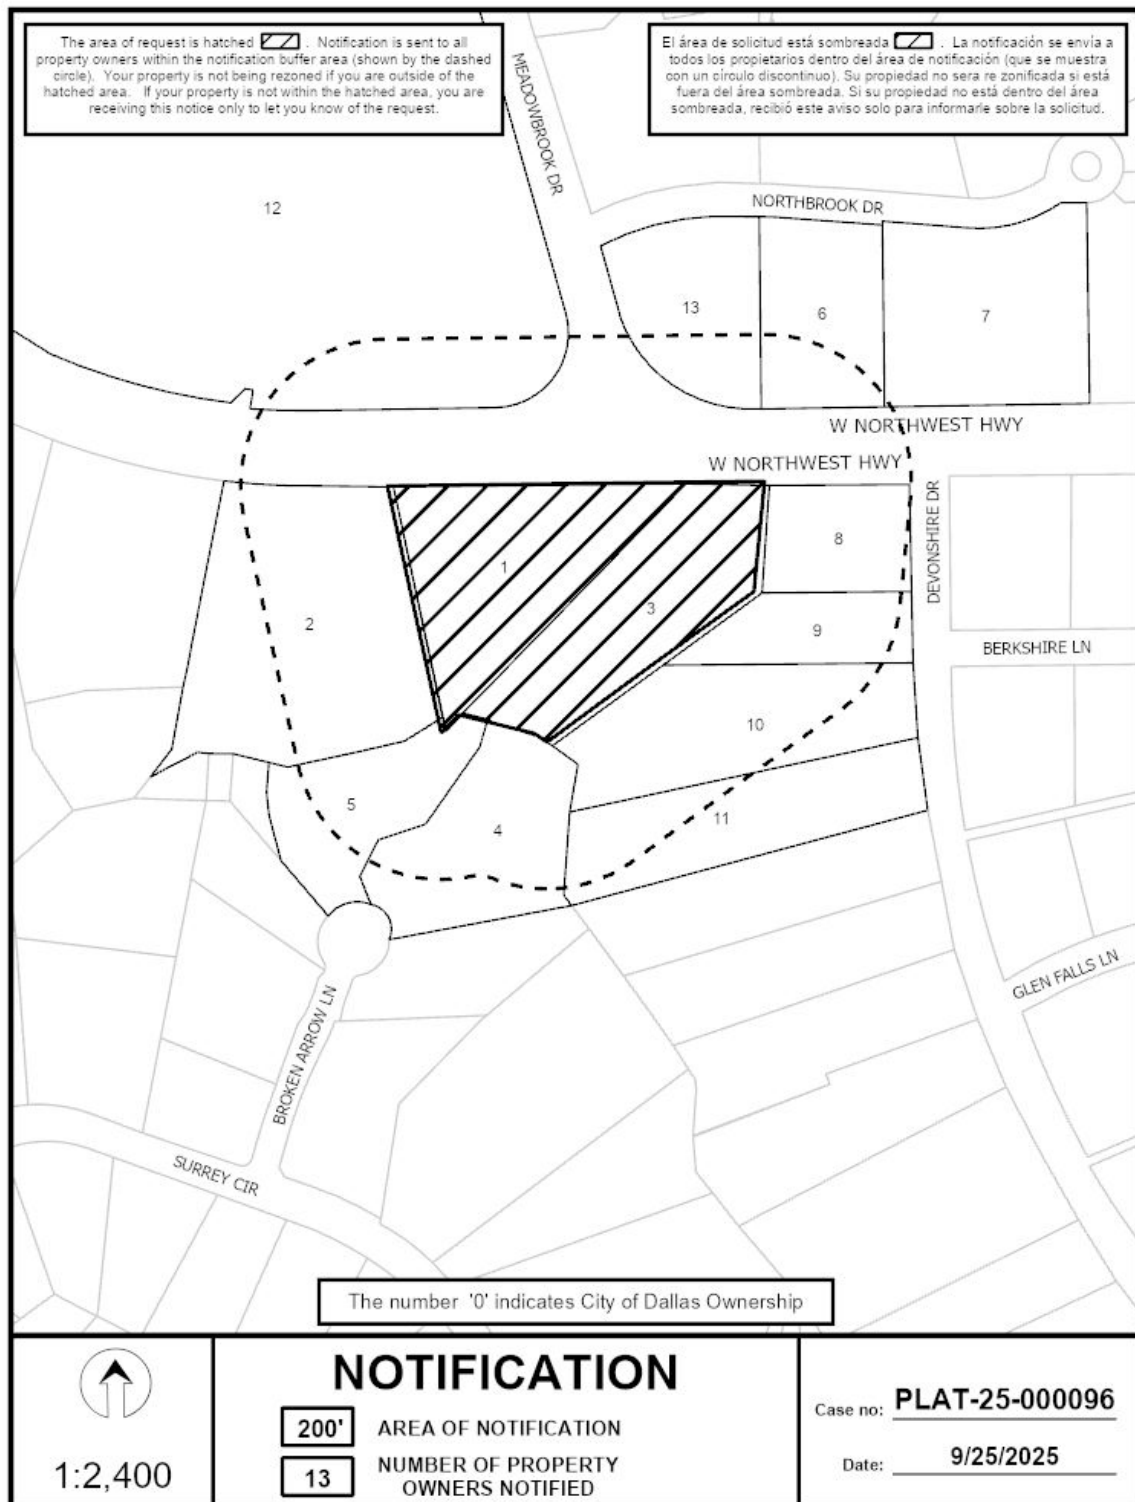 The area of request is hatched . Notification is sent to all
property owners within the notification buffer area (shown by the dashed
circle). Your property is not being rezoned if you are outside of the
hatched area. If your property is not within the hatched area, you are
receiving this notice only to let you know of the request.
El área de solicitud está sombreada . La notificación se envía a
todos los propietarios dentro del área de notificación (que se muestra
con un círculo discontinuo). Su propiedad no sera re zonificada si está
fuera del área sombreada. Si su propiedad no está dentro del área
sombreada, recibió este aviso solo para informarle sobre la solicitud.
MEADOWBROOK DR
NORTHBROOK DR
12
13
6
7
W NORTHWEST HWY
W NORTHWEST HWY
DEVONSHIRE DR
8
1
3
2
9
BERKSHIRE LN
10
5
4
11
GLEN FALLS LN
BROKEN ARROW LN
SURREY CIR
The number '0' indicates City of Dallas Ownership
1:2,400
NOTIFICATION
200' AREA OF NOTIFICATION
13 NUMBER OF PROPERTY
OWNERS NOTIFIED
Case no: PLAT-25-000096
Date: 9/25/2025